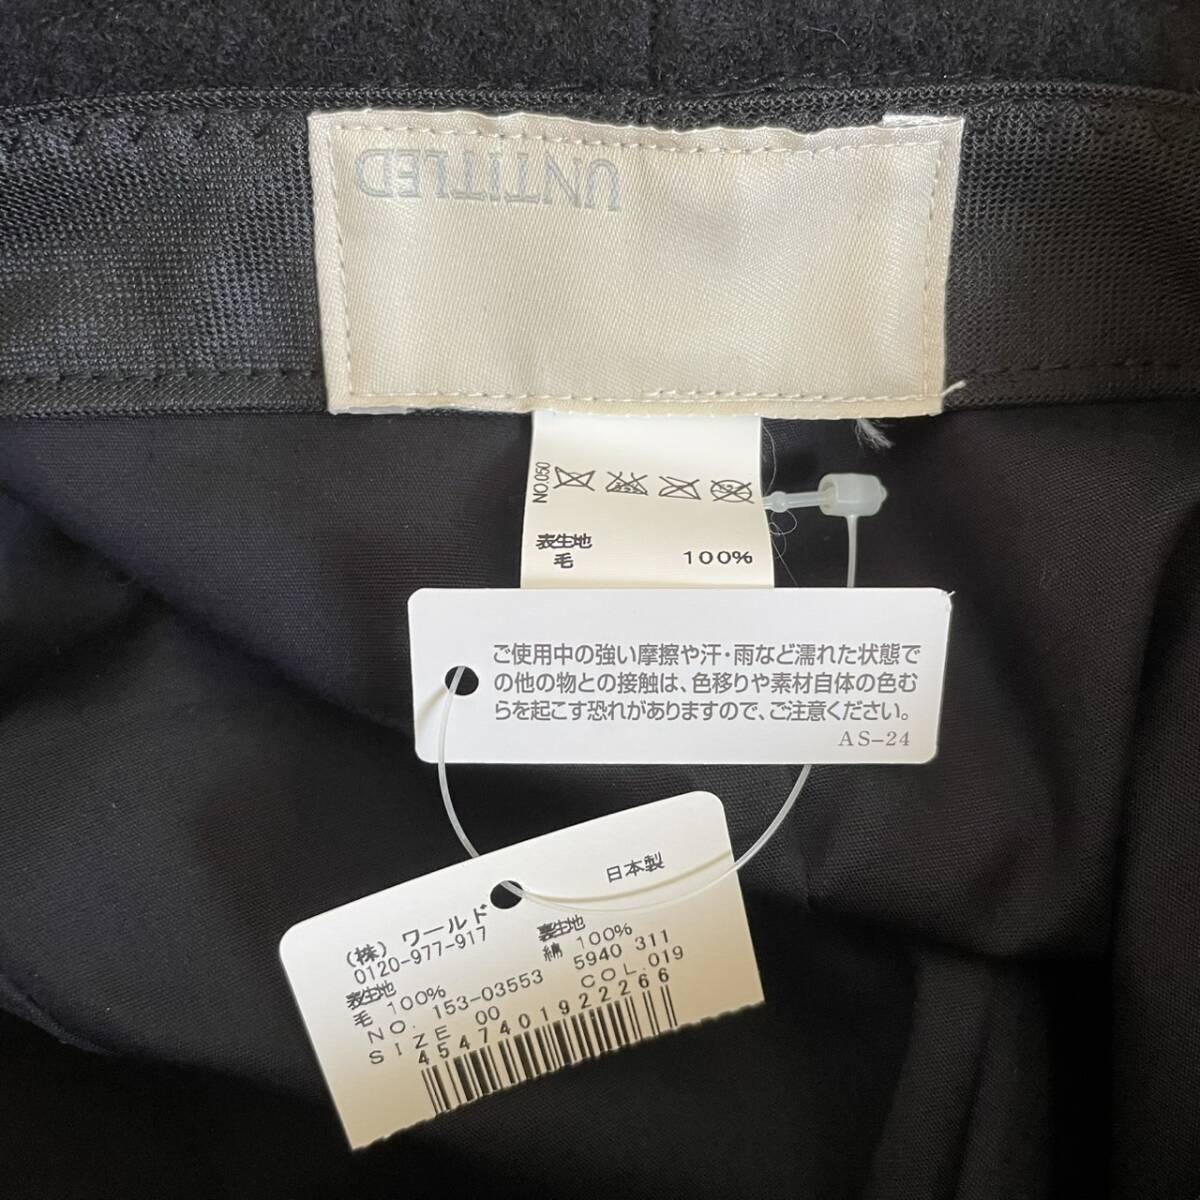 UNTITLED
NO.050
表生地
毛 100%
ご使用中の強い摩擦や汗・雨など濡れた状態で
の他の物との接触は、色移りや素材自体の色む
らを起こす恐れがありますので、ご注意ください。
AS-24
日本製
(株) ワールド
0120-977-917
表生地
毛 100%
裏生地
綿 100%
NO. 153-03553 5940 311
SIZE 00 COL.019
4547401922266